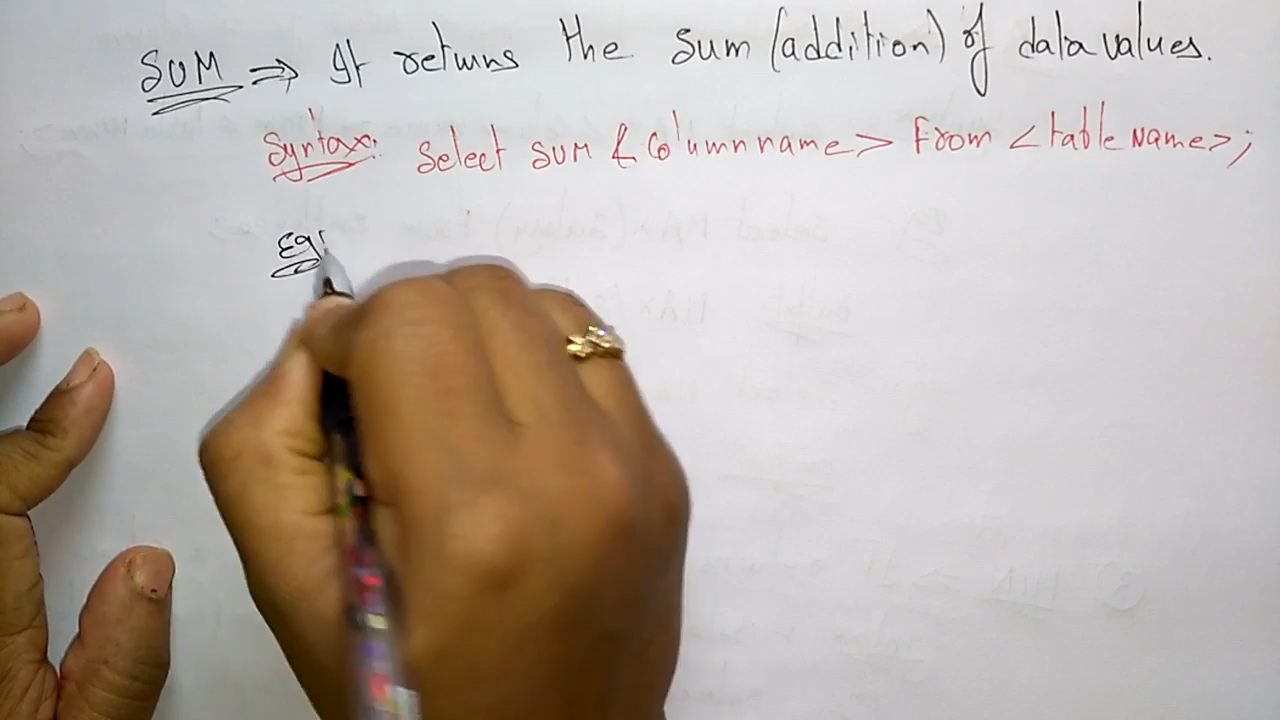 SUM ⇒ It returns the sum (addition) of data values.
Syntax: Select SUM <Columnname> From <table Name>;
Eg: